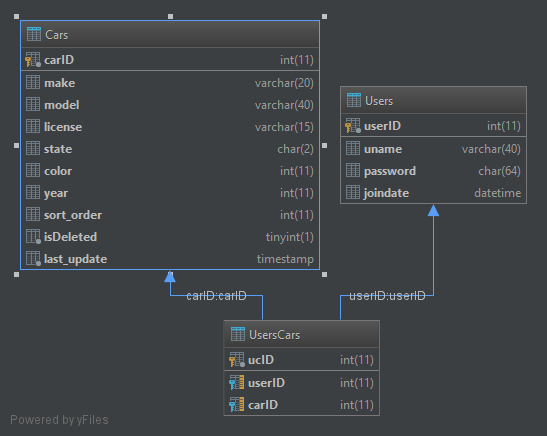 Cars
carID int(11)
make varchar(20)
model varchar(40)
license varchar(15)
state char(2)
color int(11)
year int(11)
sort_order int(11)
isDeleted tinyint(1)
last_update timestamp
Users
userID int(11)
uname varchar(40)
password char(64)
joindate datetime
carID:carID
userID:userID
UsersCars
ucID int(11)
userID int(11)
carID int(11)
Powered by yFiles